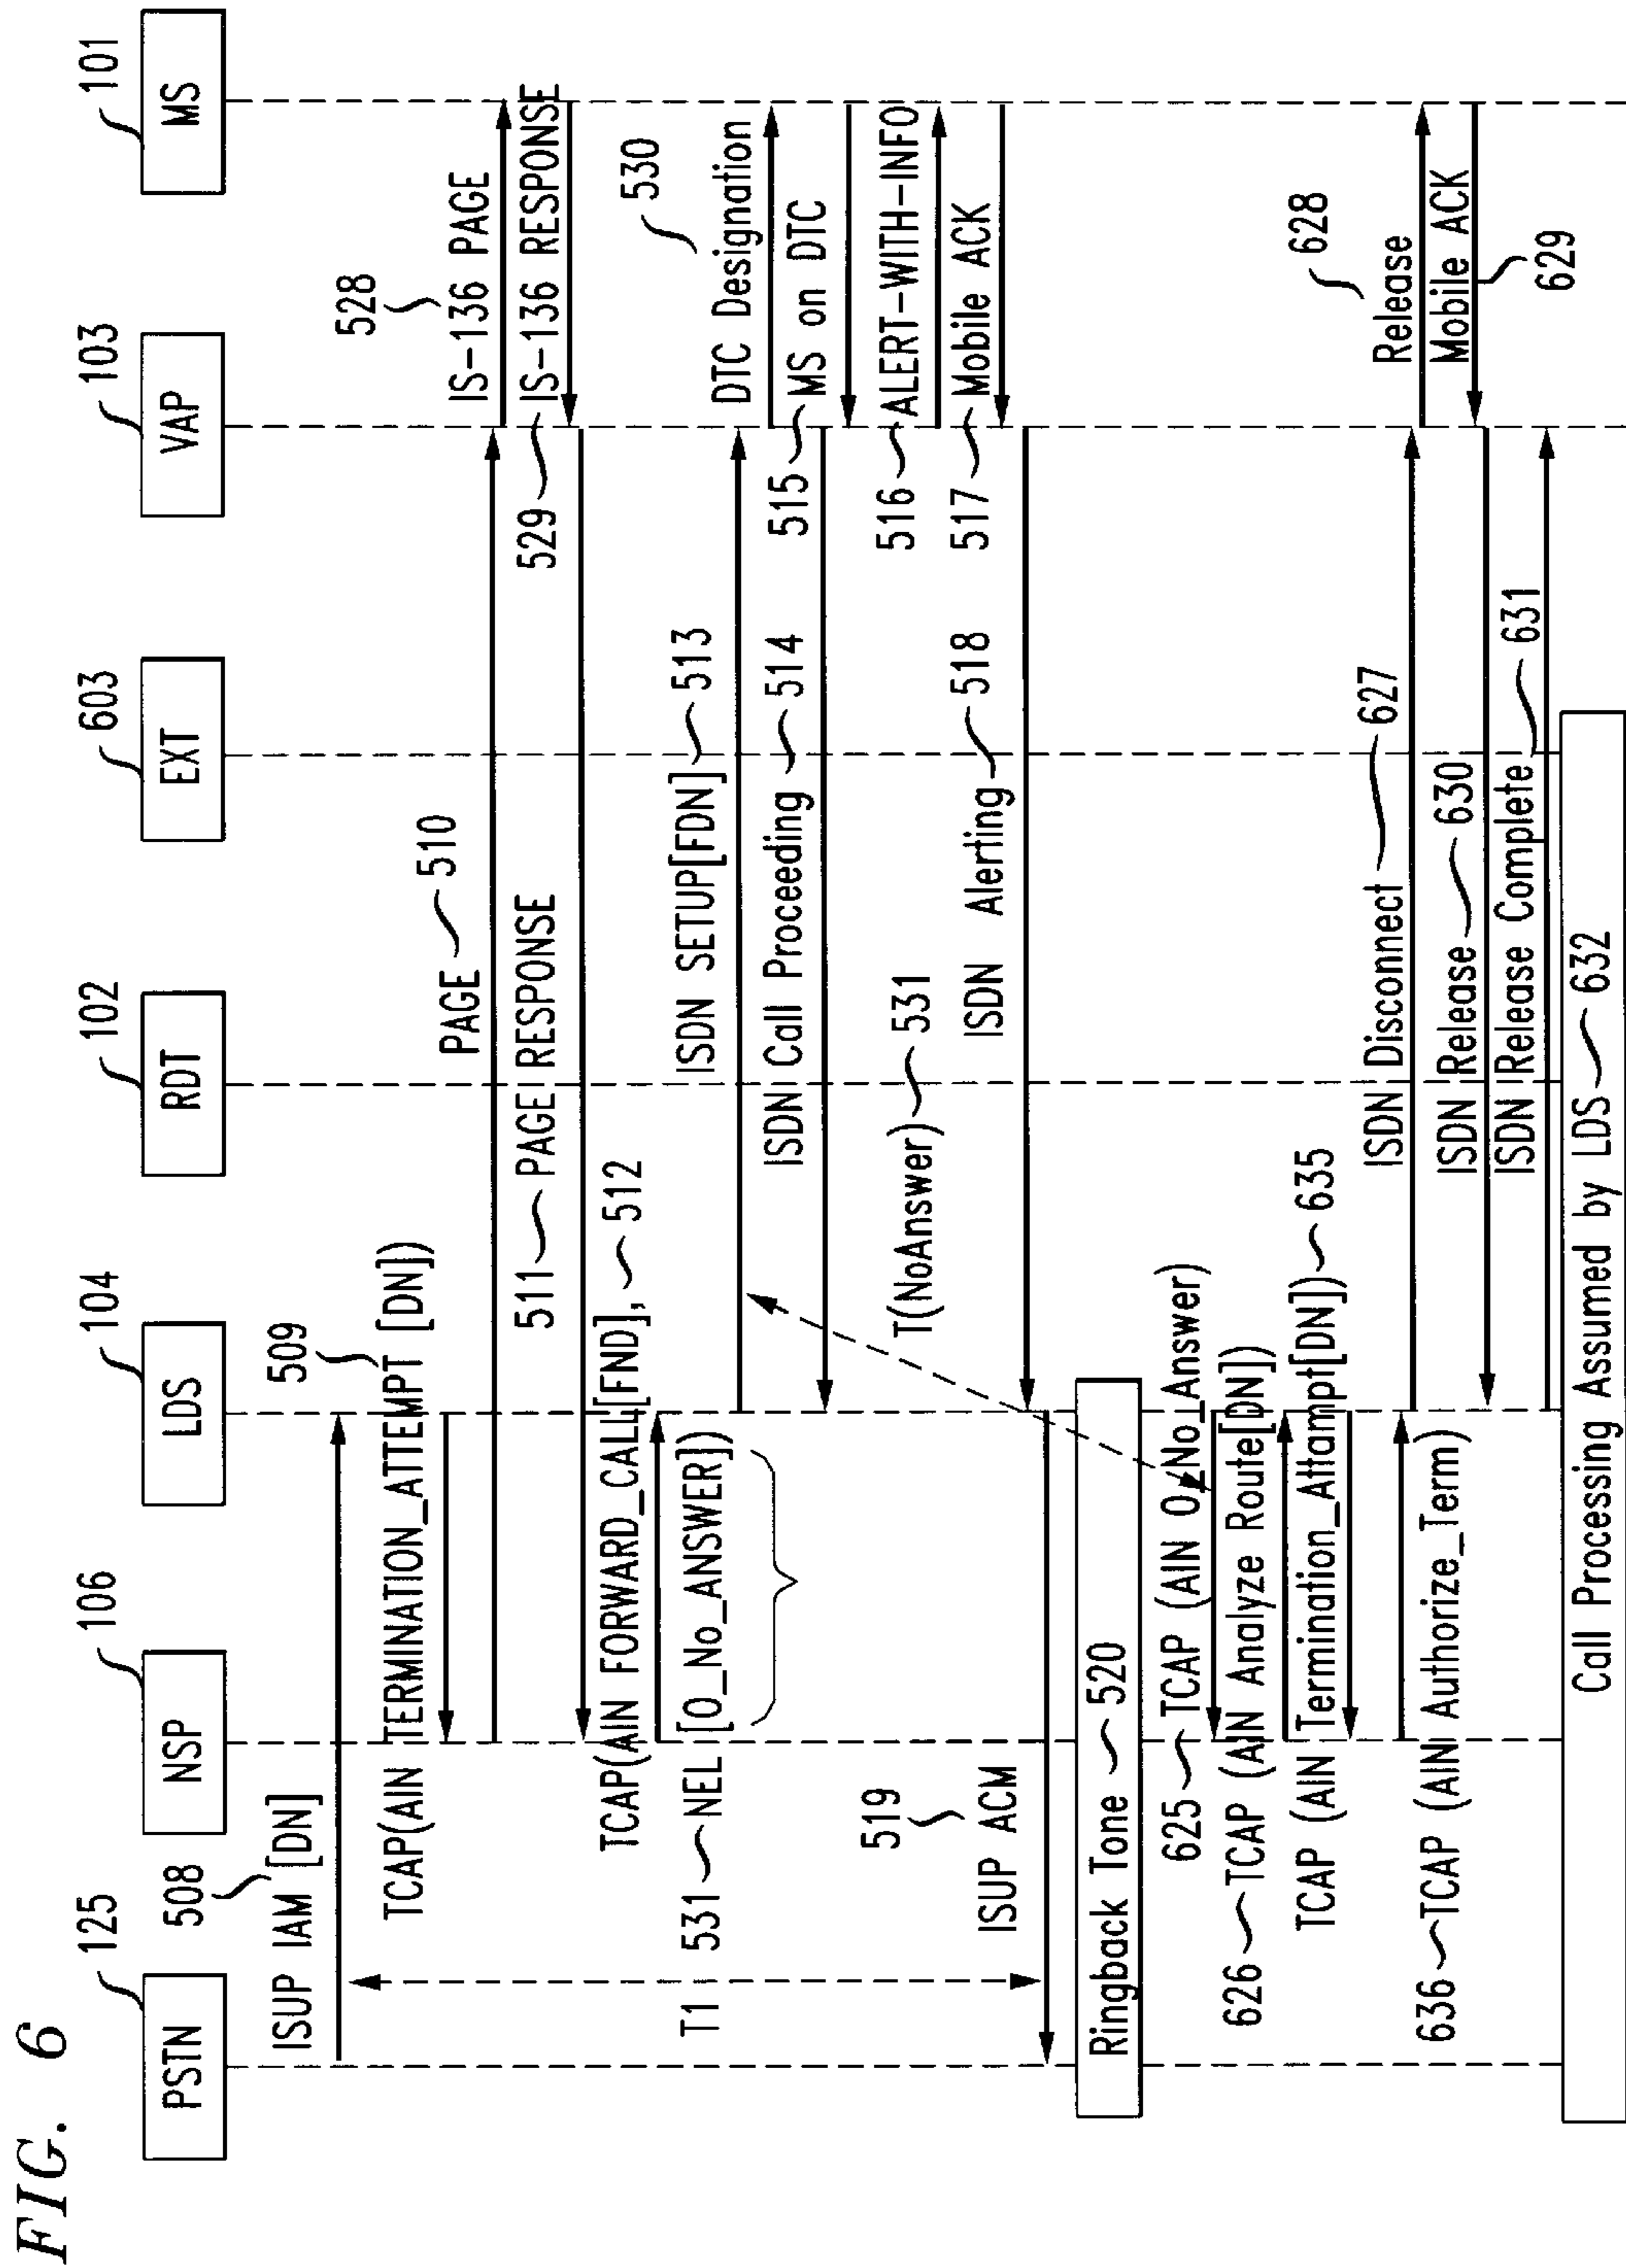 FIG. 6
125
PSTN
106
NSP
104
LDS
102
RDT
603
EXT
103
VAP
101
MS
508
ISUP IAM [DN]
509
TCAP(AIN TERMINATION_ATTEMPT [DN])
PAGE 510
528
IS-136 PAGE
529 IS-136 RESPONSE
511 PAGE RESPONSE
TCAP(AIN FORWARD_CALL[FND], 512
531 NEL [O_No_ANSWER])
ISDN SETUP[FDN] 513
530
DTC Designation
ISDN Call Proceeding 514
515 MS on DTC
T1
516 ALERT-WITH-INFO
T(NoAnswer) 531
517 Mobile ACK
ISDN Alerting 518
519
ISUP ACM
Ringback Tone 520
625 TCAP (AIN O_No_Answer)
626 TCAP (AIN Analyze Route[DN])
TCAP (AIN Termination_Attampt[DN]) 635
ISDN Disconnect 627
628
Release
636 TCAP (AIN Authorize_Term)
Mobile ACK
629
ISDN Release 630
ISDN Release Complete 631
Call Processing Assumed by LDS 632